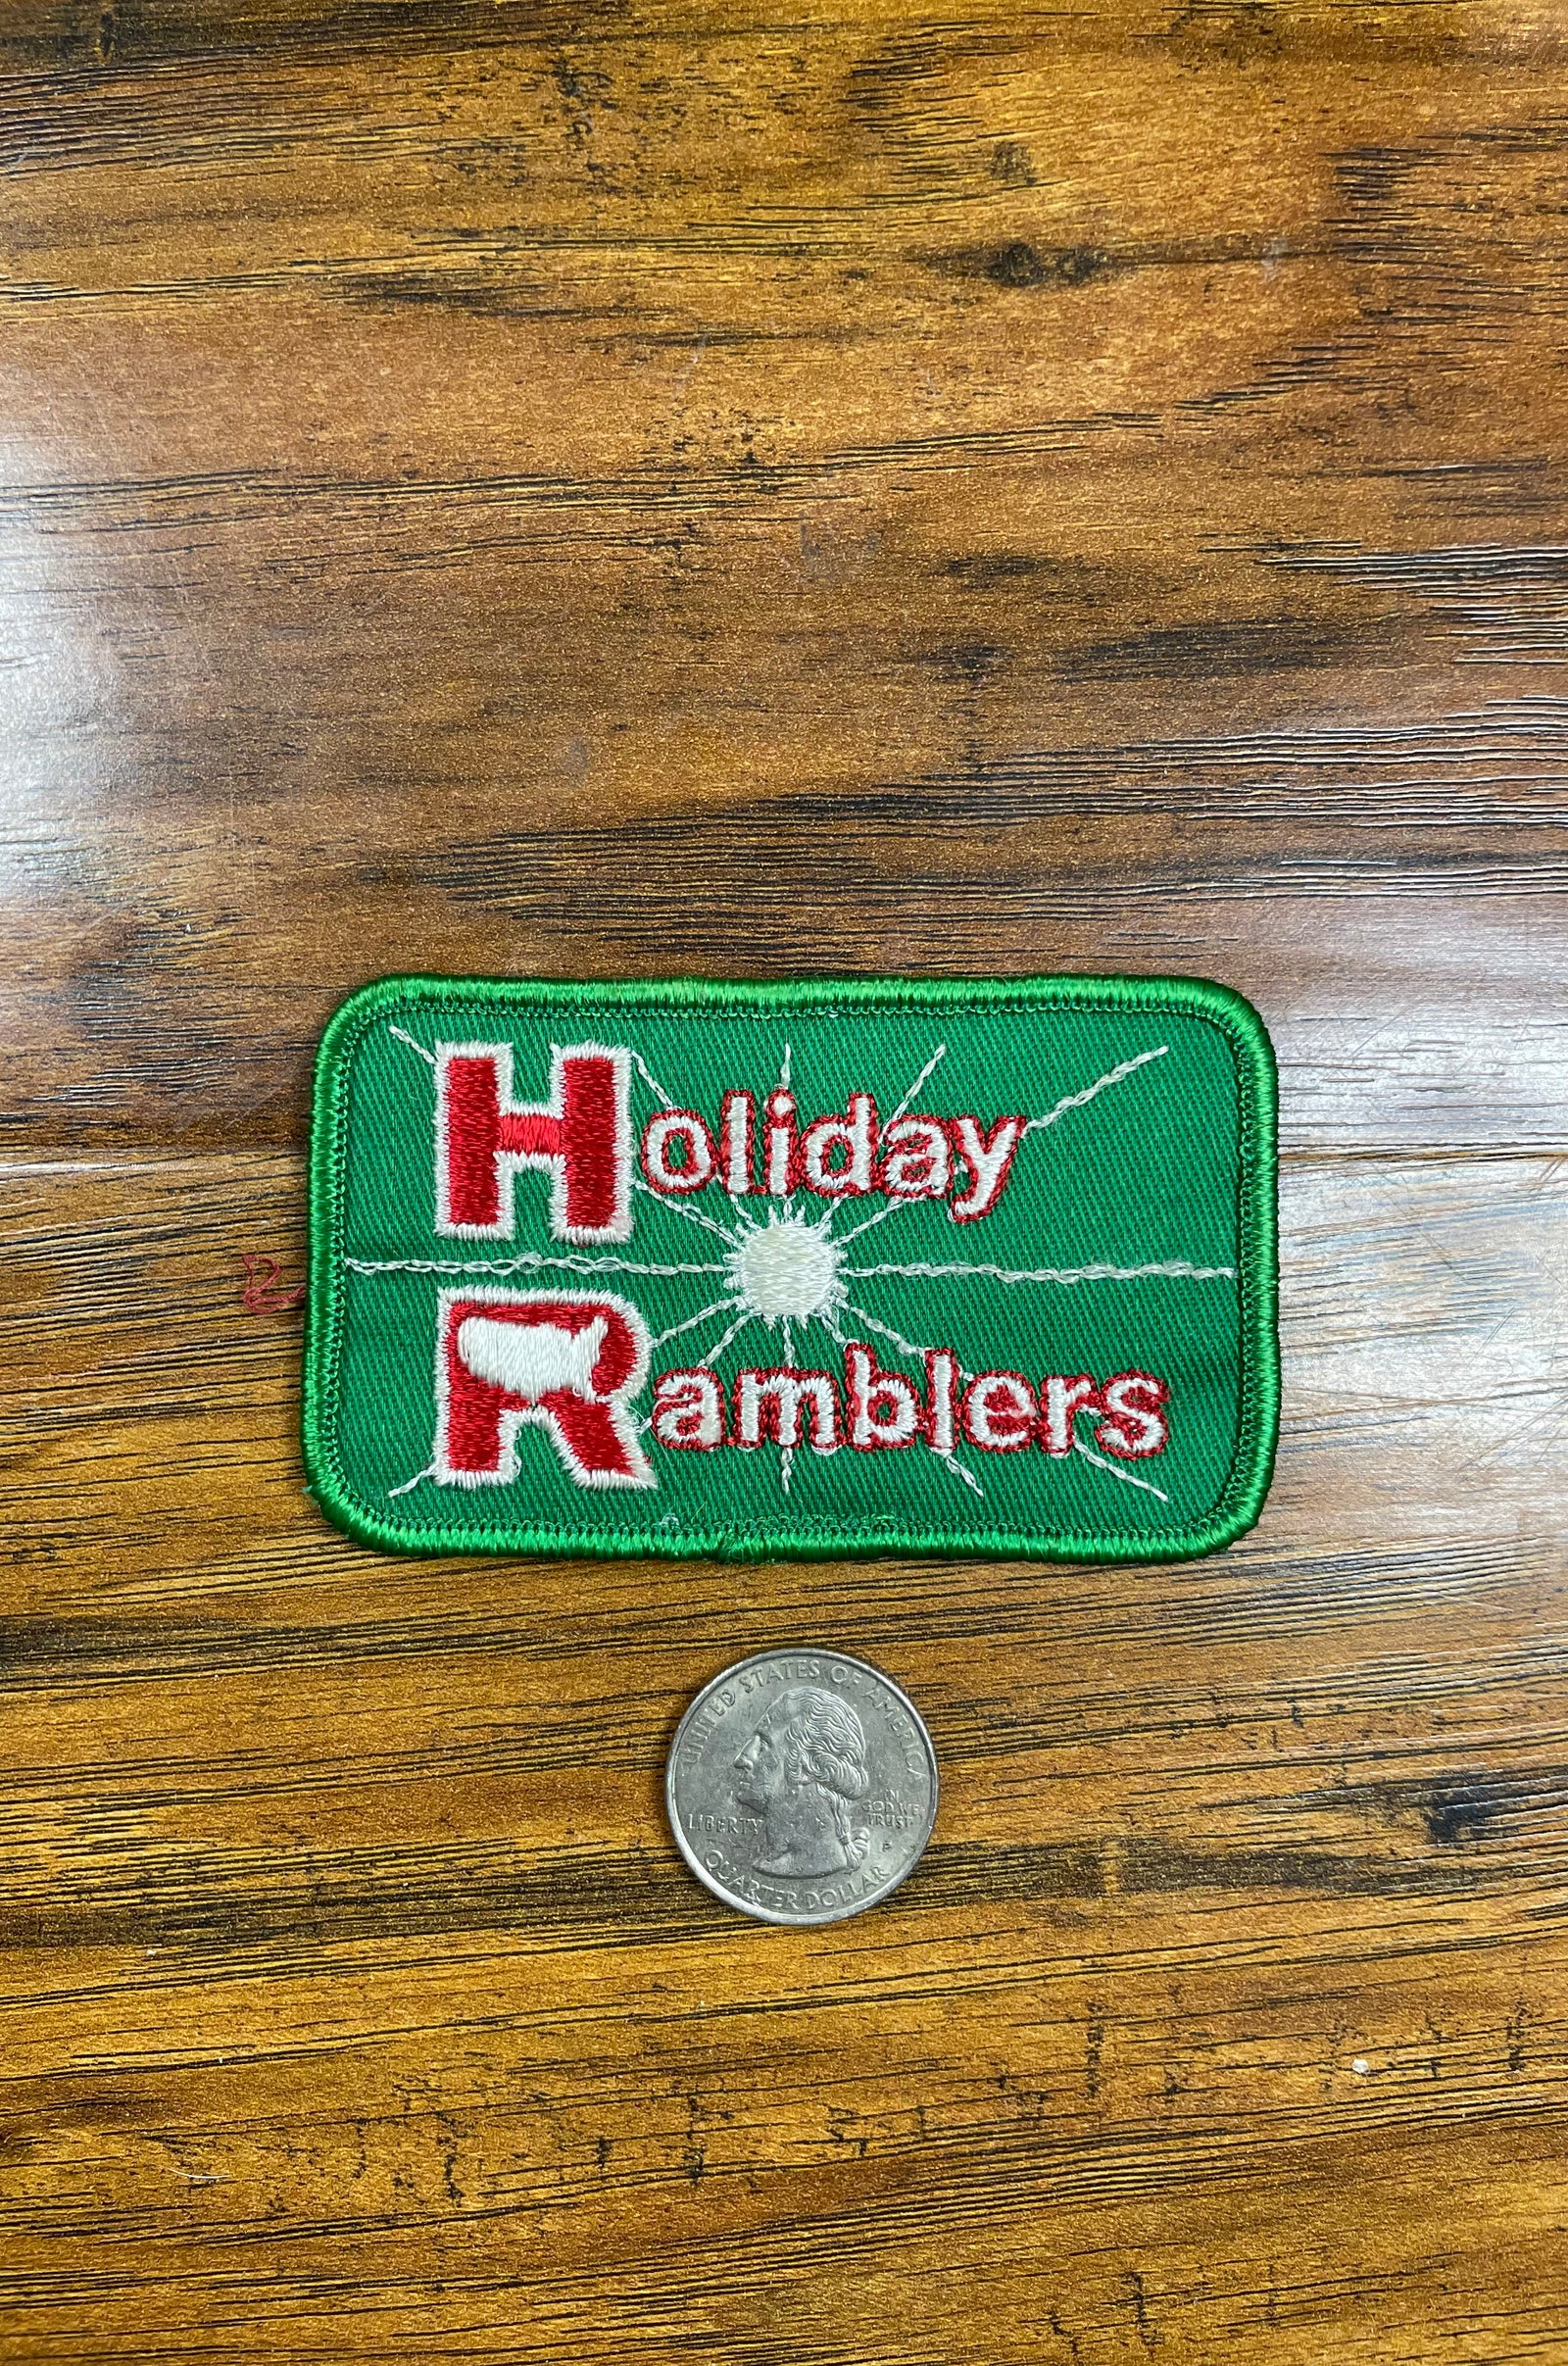 Holiday
Ramblers
UNITED STATES OF AMERICA
LIBERTY
IN
GOD WE
TRUST
P
QUARTER DOLLAR